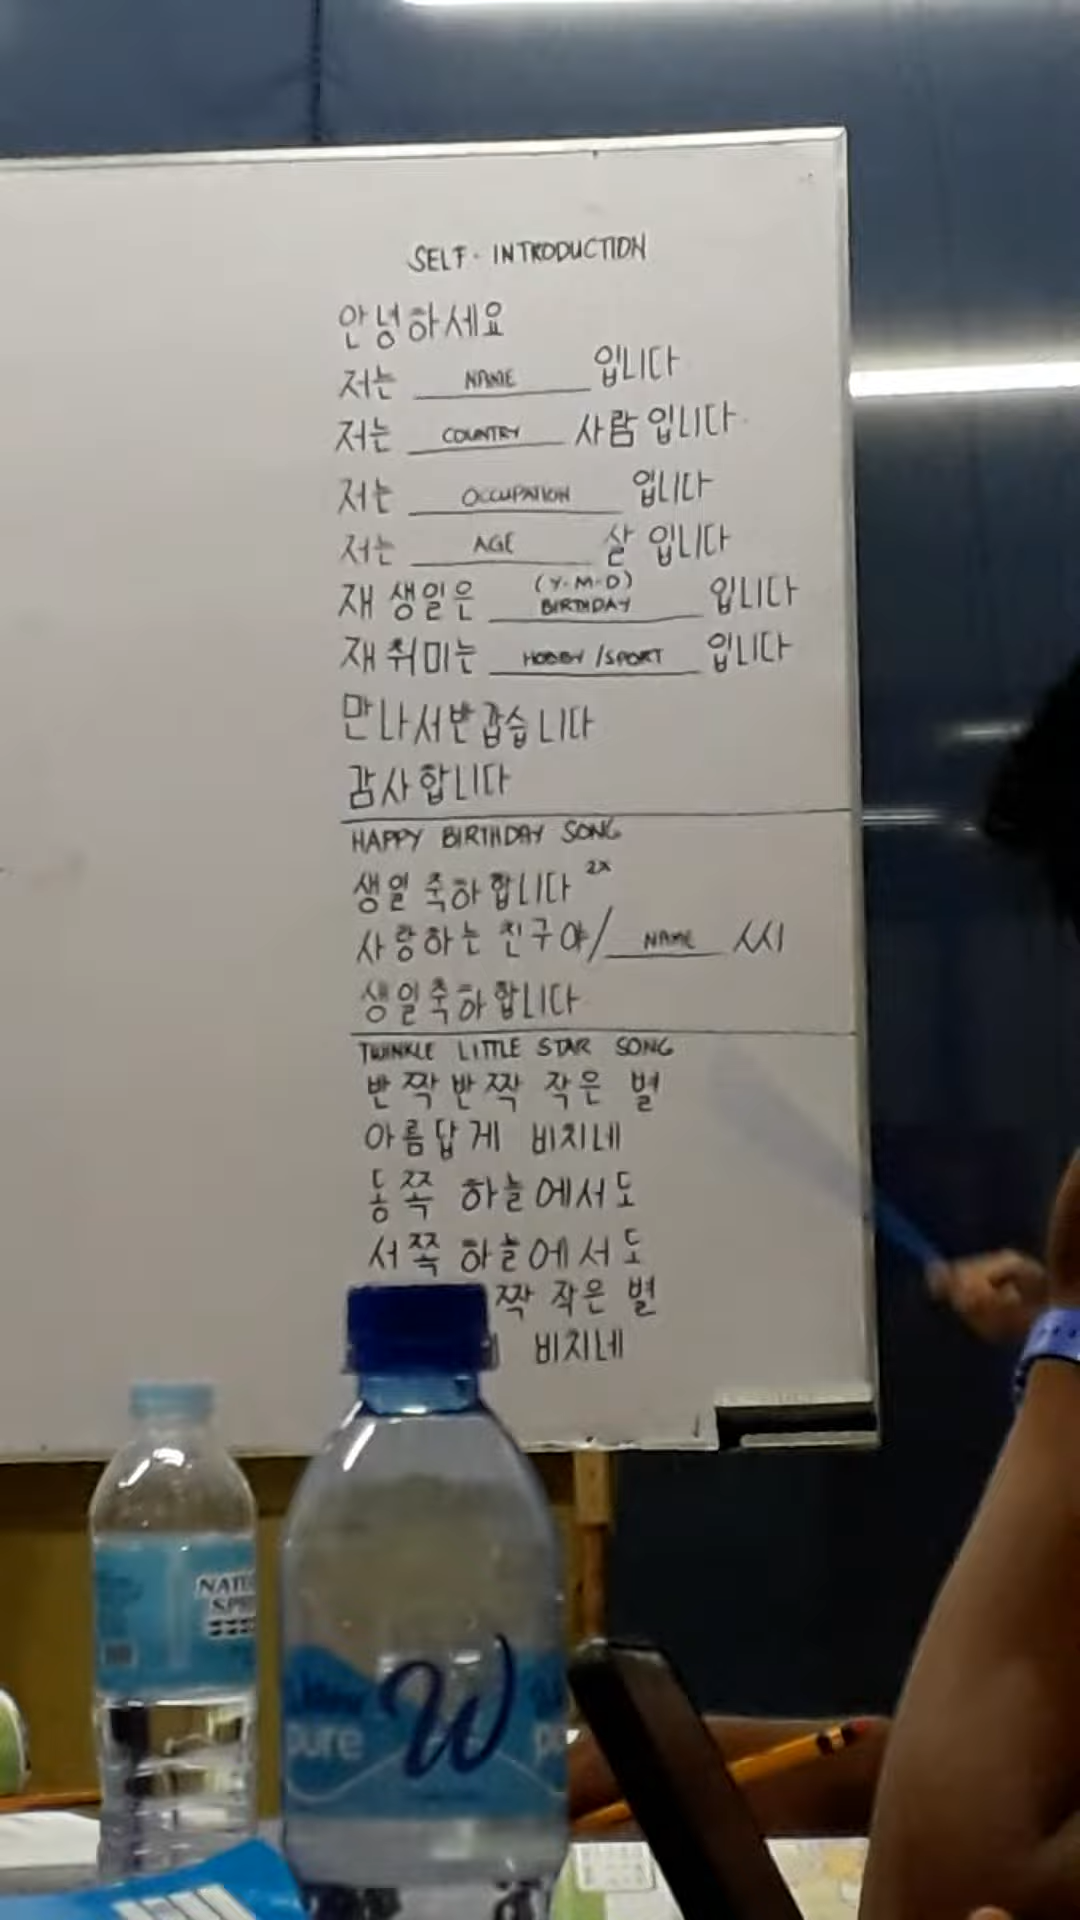 SELF-INTRODUCTION
안녕하세요
저는 NAME 입니다
저는 COUNTRY 사람 입니다.
저는 OCCUPATION 입니다
저는 AGE 살 입니다
재 생일은 (Y-M-D) BIRTHDAY 입니다
재 취미는 HOBBY /SPORT 입니다
만나서반갑습니다
감사합니다
HAPPY BIRTHDAY SONG
생일 축하합니다 2x
사랑하는 친구야/ NAME 씨
생일축하합니다
TWINKLE LITTLE STAR SONG
반짝반짝 작은 별
아름답게 비치네
동쪽 하늘에서도
서쪽 하늘에서도
짝 작은 별
비치네
pure W